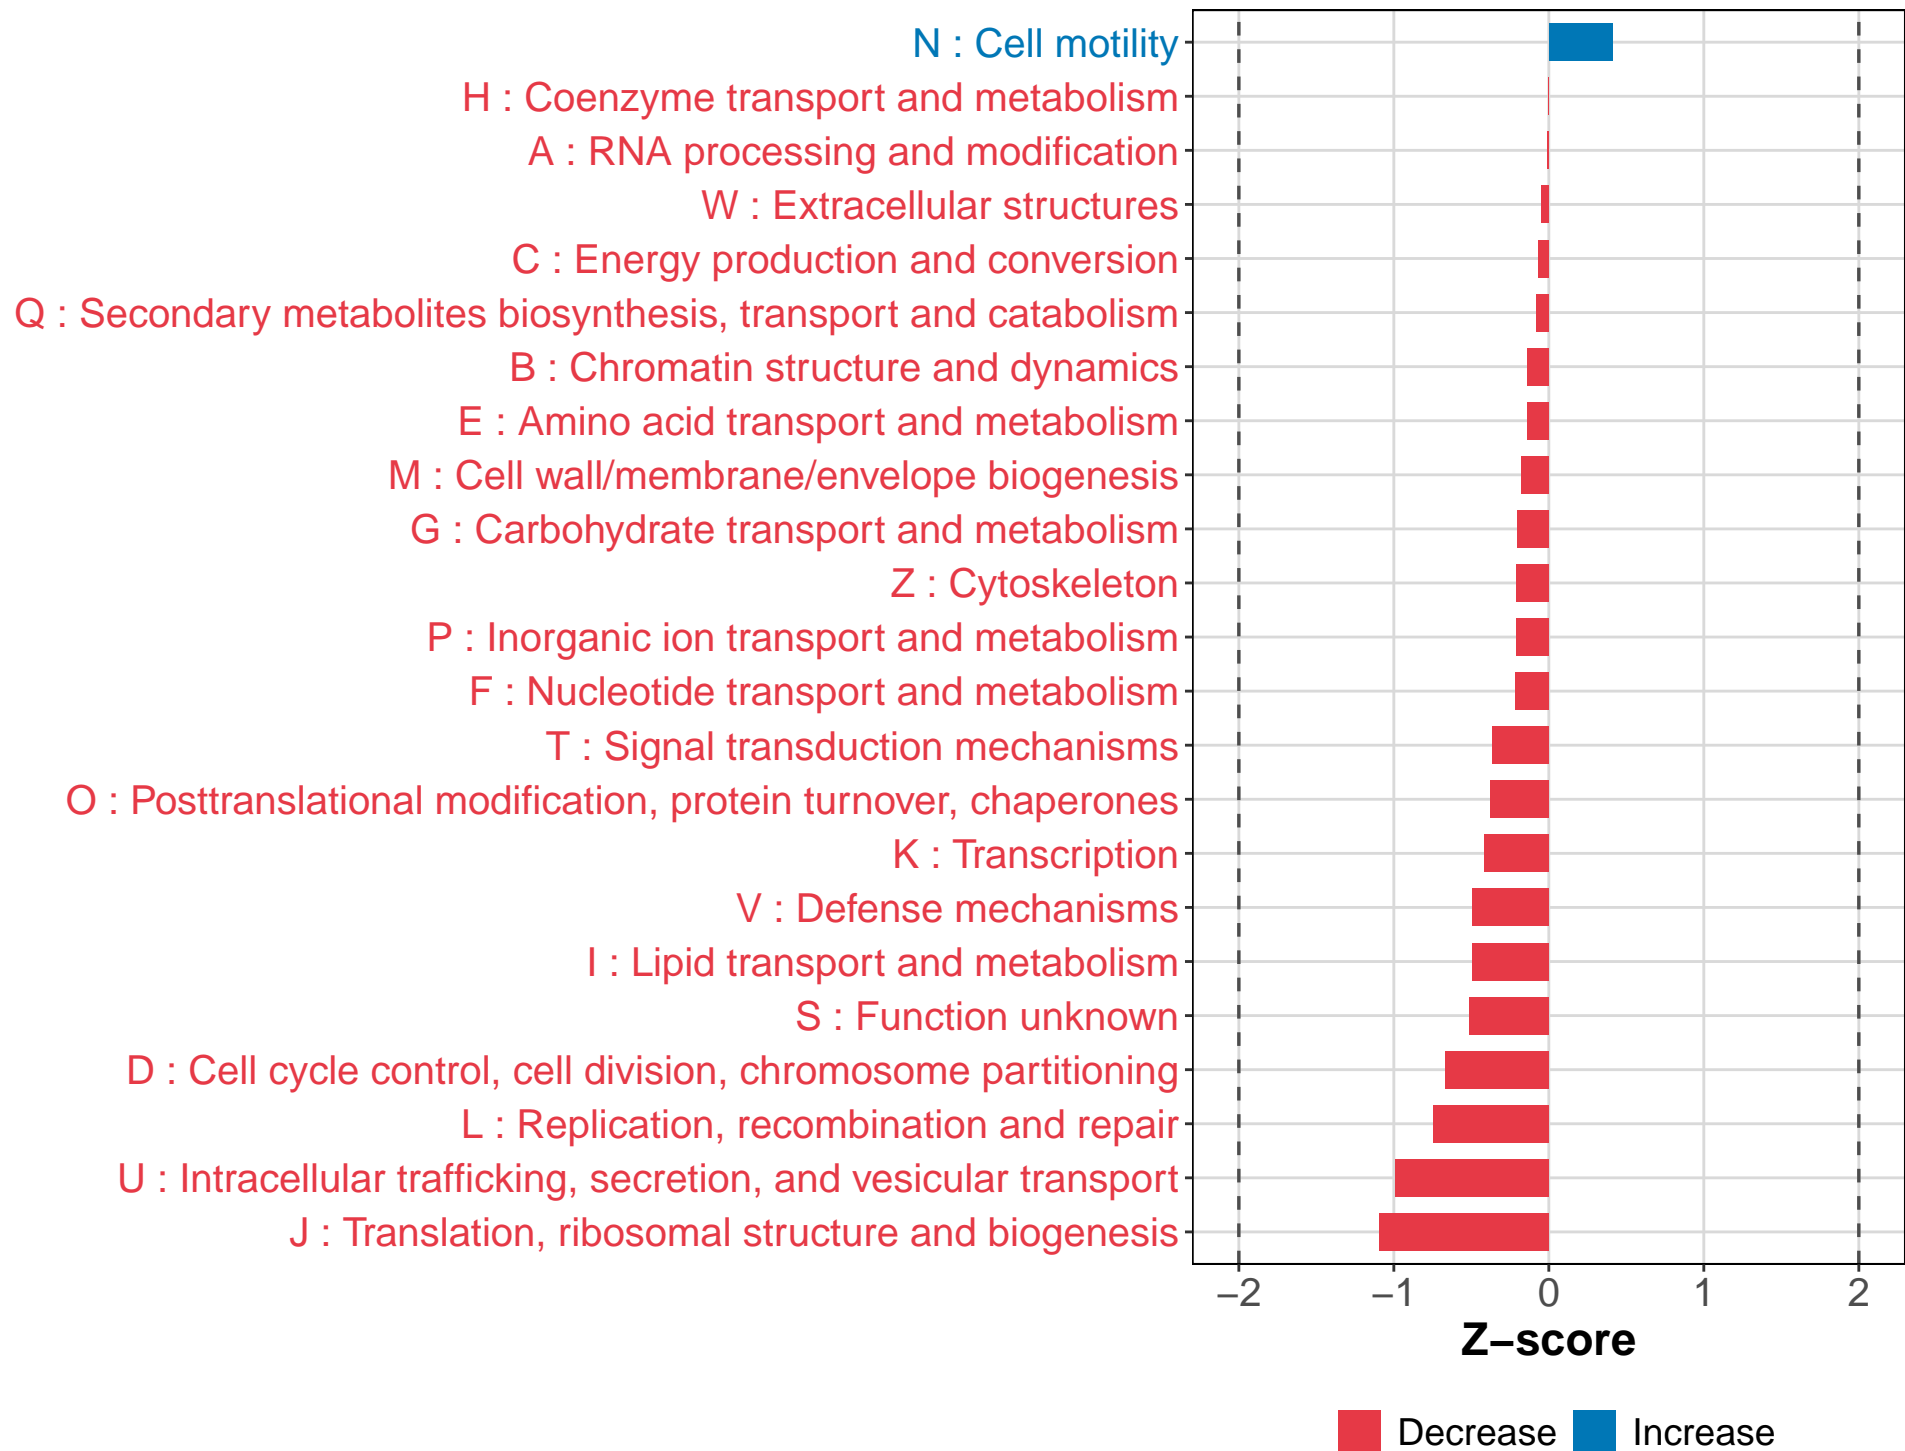 N : Cell motility
H : Coenzyme transport and metabolism
A : RNA processing and modification
W : Extracellular structures
C : Energy production and conversion
Q : Secondary metabolites biosynthesis, transport and catabolism
B : Chromatin structure and dynamics
E : Amino acid transport and metabolism
M : Cell wall/membrane/envelope biogenesis
G : Carbohydrate transport and metabolism
Z : Cytoskeleton
P : Inorganic ion transport and metabolism
F : Nucleotide transport and metabolism
T : Signal transduction mechanisms
O : Posttranslational modification, protein turnover, chaperones
K : Transcription
V : Defense mechanisms
I : Lipid transport and metabolism
S : Function unknown
D : Cell cycle control, cell division, chromosome partitioning
L : Replication, recombination and repair
U : Intracellular trafficking, secretion, and vesicular transport
J : Translation, ribosomal structure and biogenesis
−2 −1 0 1 2
Z−score
Decrease Increase